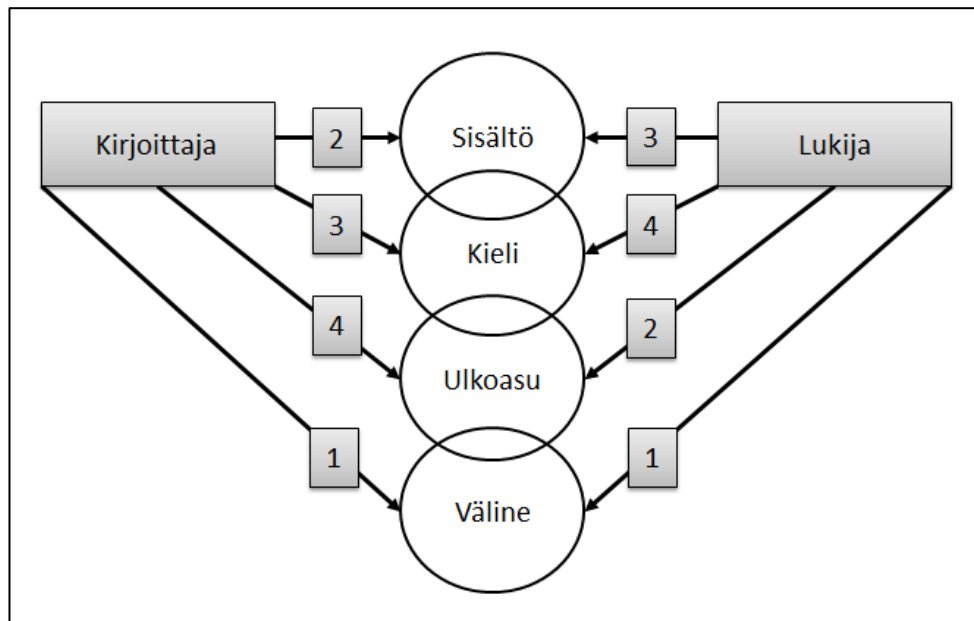 Sisältö
Kirjoittaja
2
3
Lukija
3
4
Kieli
4
2
Ulkoasu
1
1
Väline